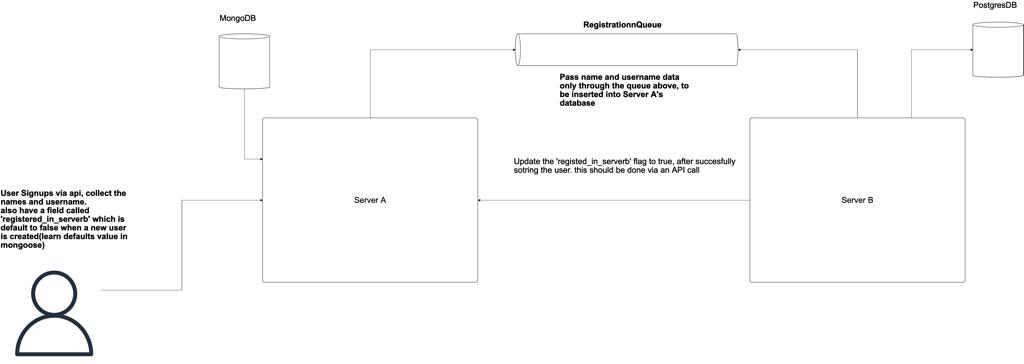 MongoDB
PostgresDB
RegistrationnQueue
Pass name and username data
only through the queue above, to
be inserted into Server A's
database
Update the 'registed_in_serverb' flag to true, after succesfully
sotring the user. this should be done via an API call
User Signups via api, collect the
names and username.
also have a field called
'registered_in_serverb' which is
default to false when a new user
is created(learn defaults value in
mongoose)
Server A
Server B